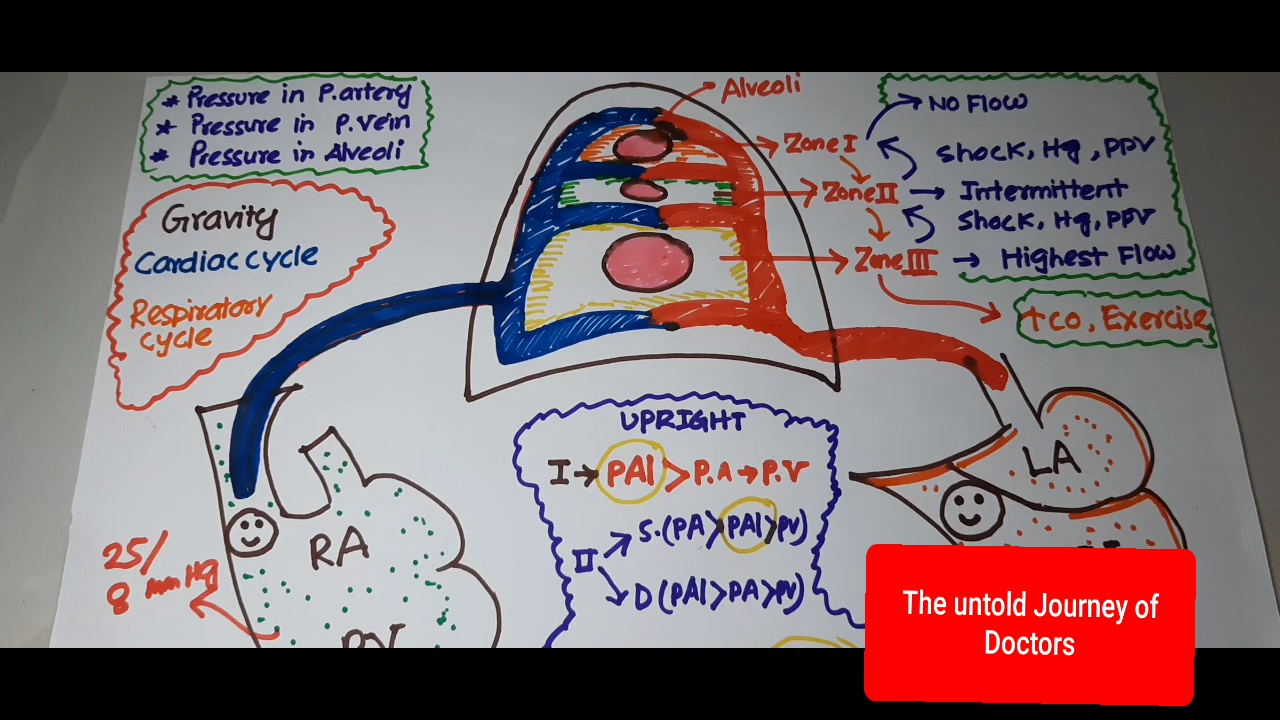 * Pressure in P.artery
* Pressure in P.Vein
* Pressure in Alveoli
Gravity
Cardiac cycle
Respiratory
cycle
Alveoli
Zone I
No Flow
Shock, Hg, PPV
Zone II → Intermittent
Shock, Hg, PPV
Zone III → Highest Flow
↑CO, Exercise
UPRIGHT
I → PAl > P.A → P.V
II
S.(PA > PAl > PV)
D (PAl > PA > PV)
RA
RV
25/
8 mmHg
LA
The untold Journey of
Doctors